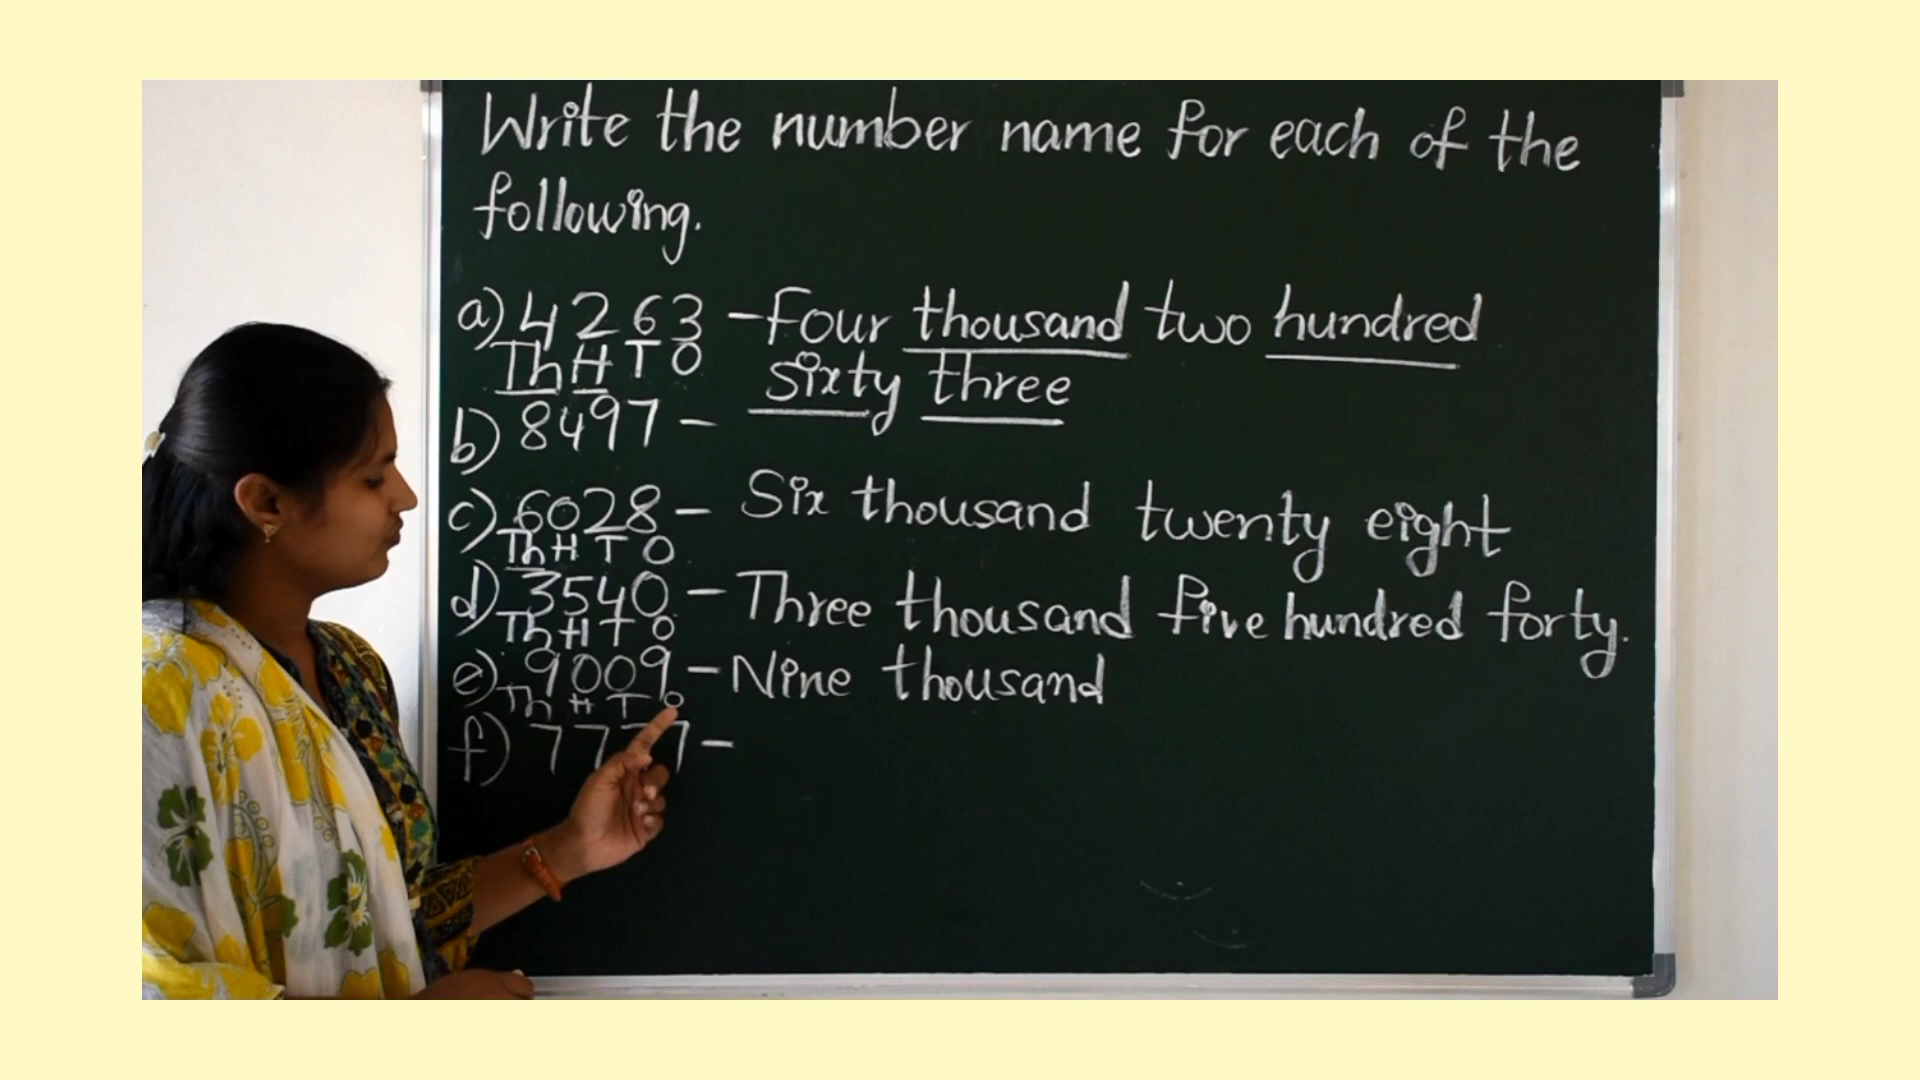 Write the number name for each of the
following.
a) 4263 - Four thousand two hundred
Th H T O sixty three
b) 8497 -
c) 6028 - Six thousand twenty eight
Th H T O
d) 3540 - Three thousand five hundred forty.
Th H T O
e) 9009 - Nine thousand
Th H T O
f) 7777 -